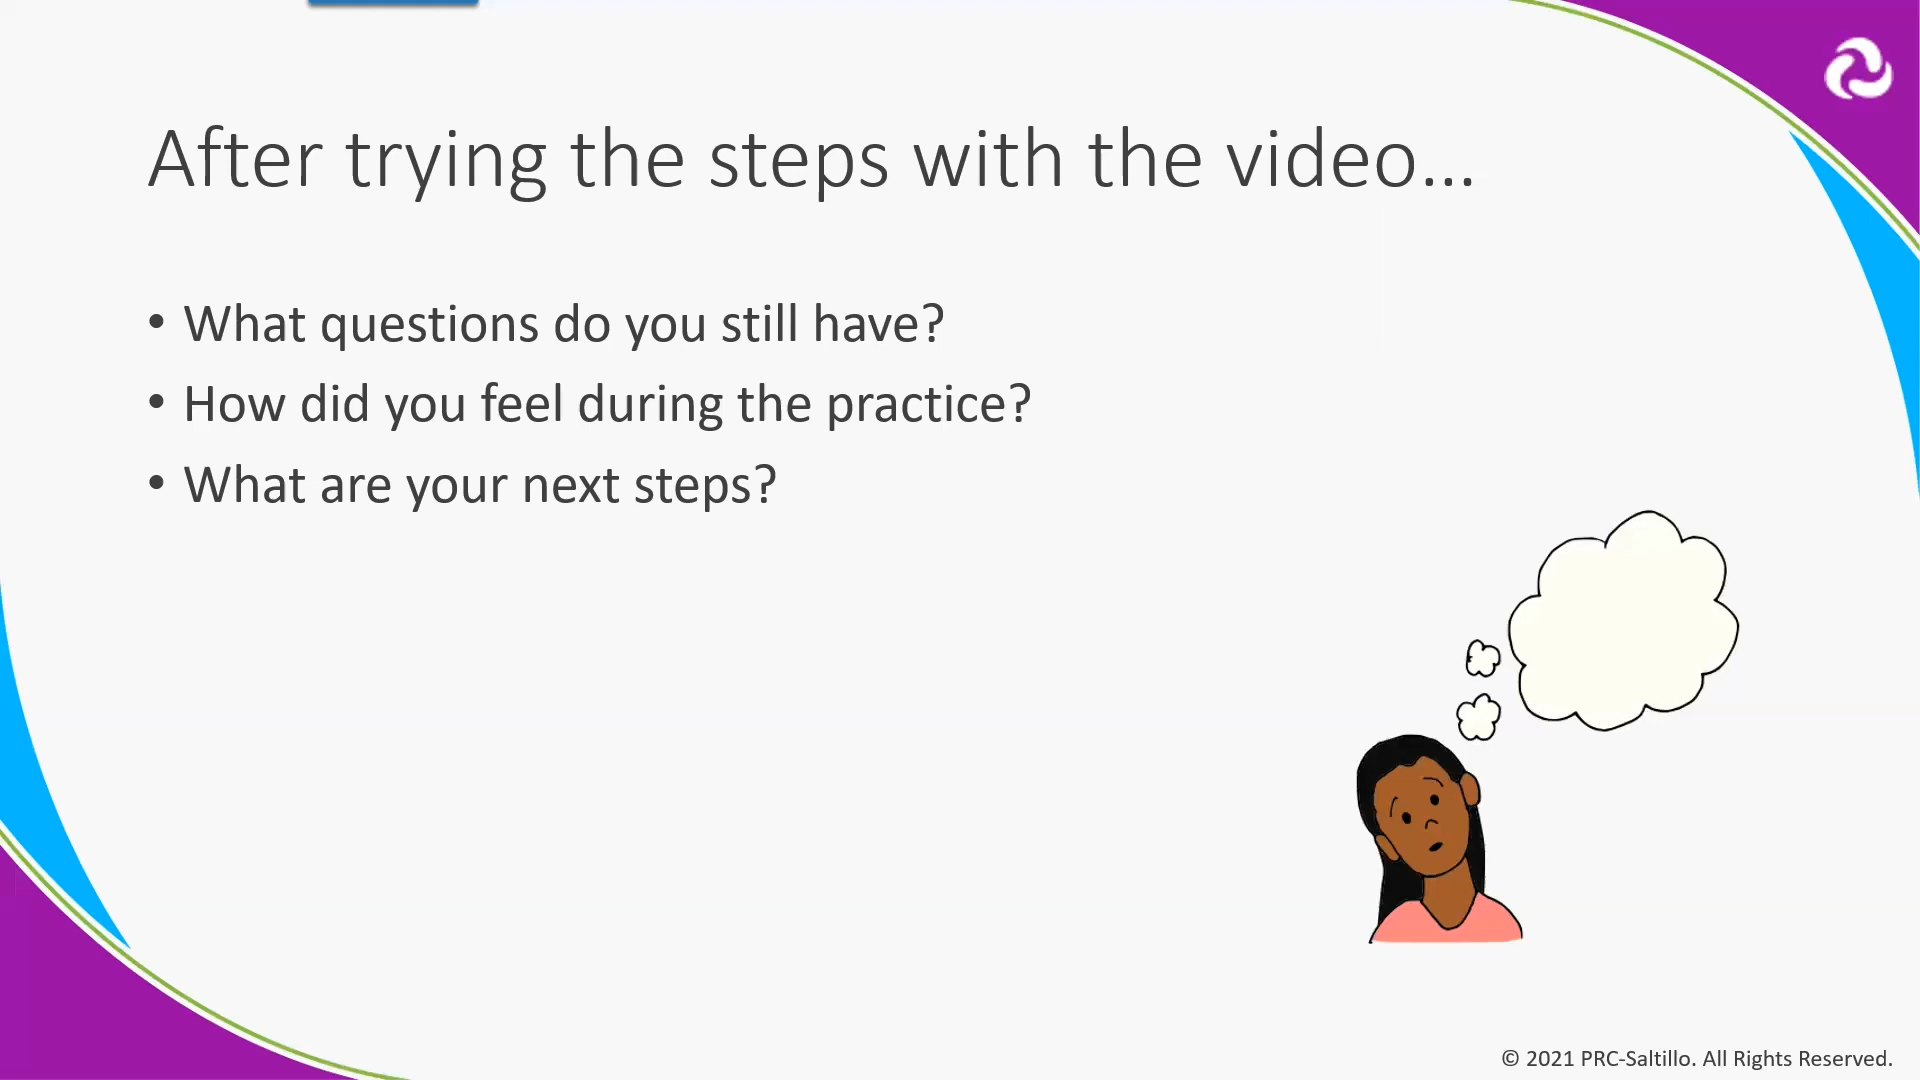 After trying the steps with the video...
• What questions do you still have?
• How did you feel during the practice?
• What are your next steps?
© 2021 PRC-Saltillo. All Rights Reserved.